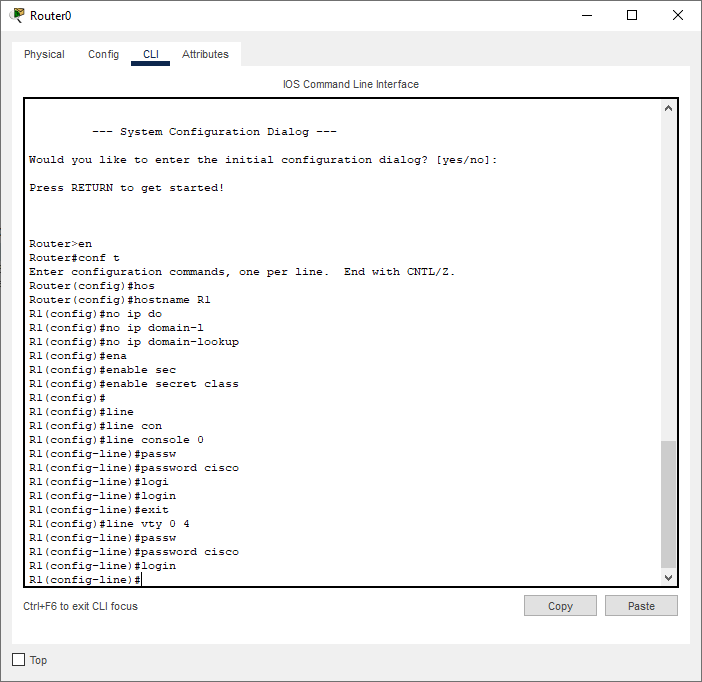 Router0
Physical Config CLI Attributes
IOS Command Line Interface
--- System Configuration Dialog ---
Would you like to enter the initial configuration dialog? [yes/no]:
Press RETURN to get started!
Router>en
Router#conf t
Enter configuration commands, one per line.  End with CNTL/Z.
Router(config)#hos
Router(config)#hostname R1
R1(config)#no ip do
R1(config)#no ip domain-l
R1(config)#no ip domain-lookup
R1(config)#ena
R1(config)#enable sec
R1(config)#enable secret class
R1(config)#
R1(config)#line
R1(config)#line con
R1(config)#line console 0
R1(config-line)#passw
R1(config-line)#password cisco
R1(config-line)#logi
R1(config-line)#login
R1(config-line)#exit
R1(config)#line vty 0 4
R1(config-line)#passw
R1(config-line)#password cisco
R1(config-line)#login
R1(config-line)#
Ctrl+F6 to exit CLI focus
Copy Paste
Top